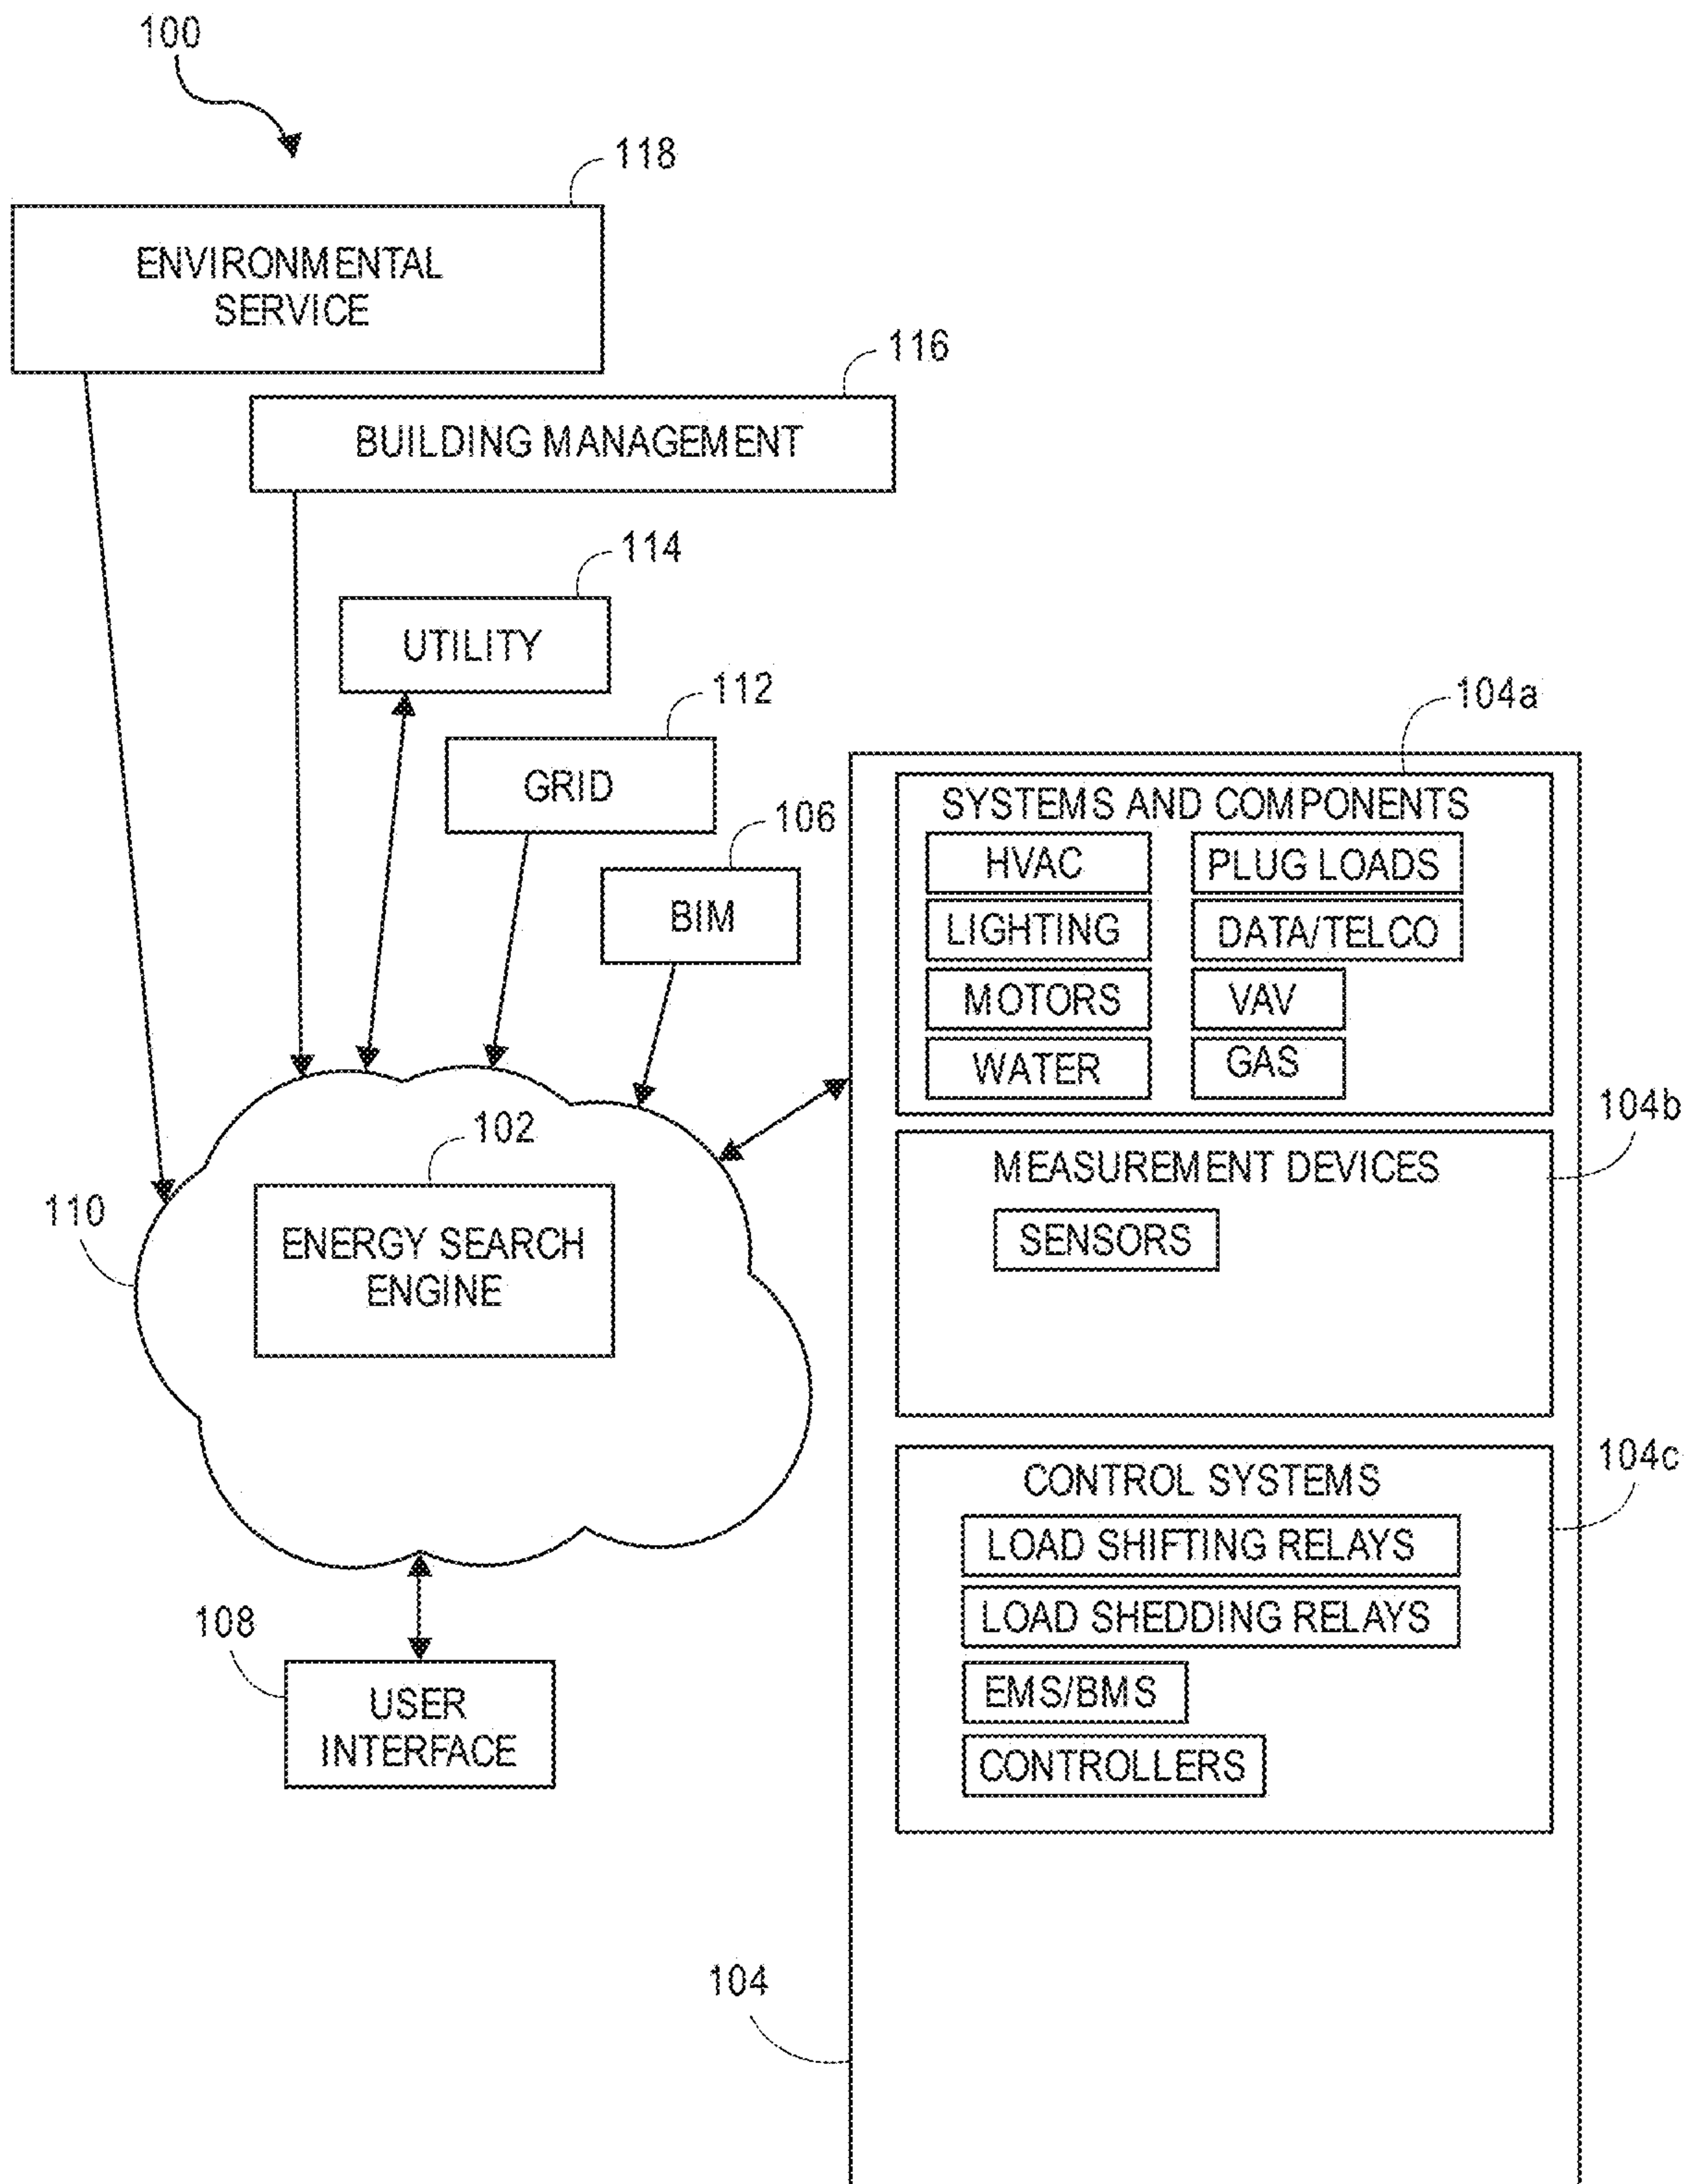 100
118
ENVIRONMENTAL
SERVICE
116
BUILDING MANAGEMENT
114
UTILITY
112
GRID
106
BIM
104a
SYSTEMS AND COMPONENTS
HVAC
PLUG LOADS
LIGHTING
DATA/TELCO
MOTORS
VAV
WATER
GAS
104b
MEASUREMENT DEVICES
SENSORS
102
ENERGY SEARCH
ENGINE
110
104c
CONTROL SYSTEMS
LOAD SHIFTING RELAYS
LOAD SHEDDING RELAYS
EMS/BMS
CONTROLLERS
108
USER
INTERFACE
104